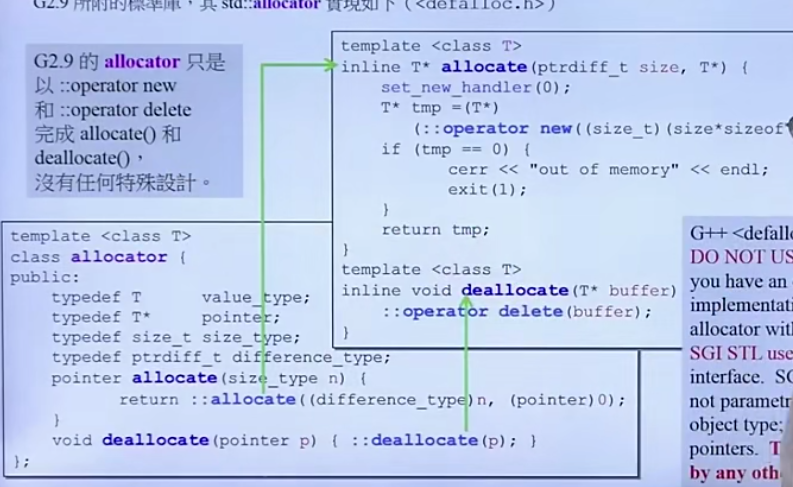 G2.9 所附的標準庫，其 std::allocator 實現如下 (<defalloc.h>)
G2.9 的 allocator 只是
以 ::operator new
和 ::operator delete
完成 allocate() 和
deallocate()，
沒有任何特殊設計。
template <class T>
inline T* allocate(ptrdiff_t size, T*) {
set_new_handler(0);
T* tmp =(T*)
(::operator new((size_t)(size*sizeof
if (tmp == 0) {
cerr << "out of memory" << endl;
exit(1);
}
return tmp;
}
template <class T>
inline void deallocate(T* buffer)
::operator delete(buffer);
}
template <class T>
class allocator {
public:
typedef T value_type;
typedef T* pointer;
typedef size_t size_type;
typedef ptrdiff_t difference_type;
pointer allocate(size_type n) {
return ::allocate((difference_type)n, (pointer)0);
}
void deallocate(pointer p) { ::deallocate(p); }
};
G++ <defallo
DO NOT US
you have an
implementati
allocator wit
SGI STL use
interface. SG
not parametr
object type;
pointers. T
by any oth